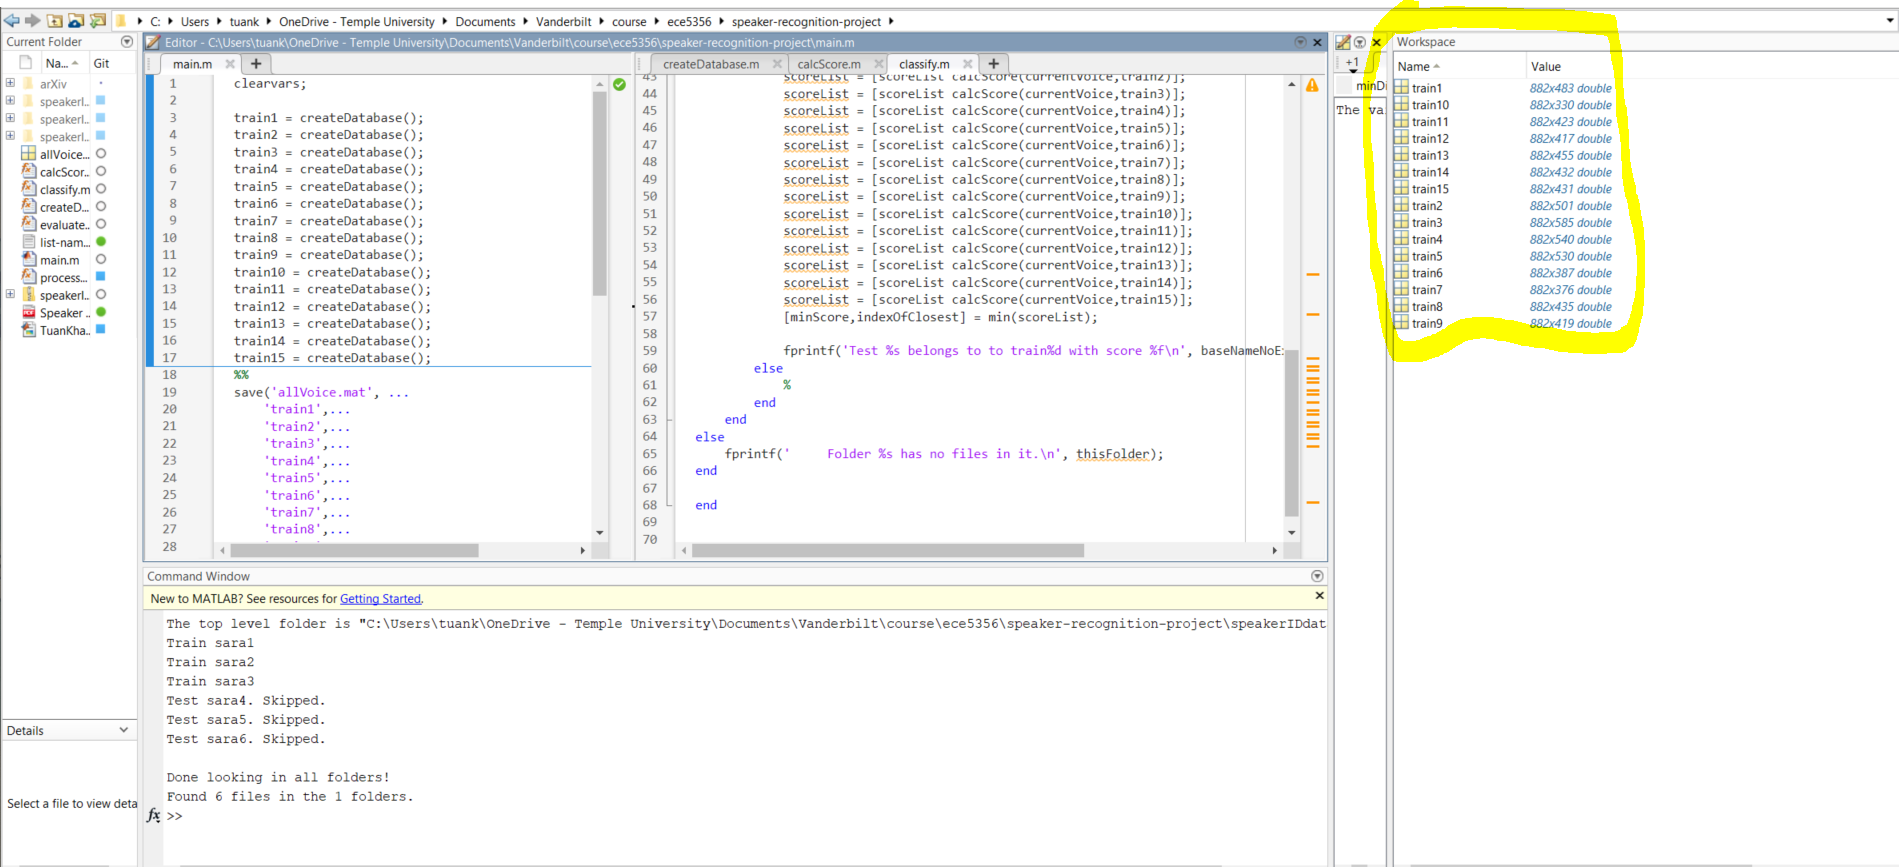 C: ▸ Users ▸ tuank ▸ OneDrive - Temple University ▸ Documents ▸ Vanderbilt ▸ course ▸ ece5356 ▸ speaker-recognition-project ▸
Current Folder
Na... Git
arXiv
speakerI..
speakerI..
speakerI..
allVoice..
calcScor..
classify.m
createD...
evaluate..
list-nam...
main.m
process...
speakerI..
Speaker ..
TuanKha..
Details
Select a file to view deta
Editor - C:\Users\tuank\OneDrive - Temple University\Documents\Vanderbilt\course\ece5356\speaker-recognition-project\main.m
main.m
1 clearvars;
2
3 train1 = createDatabase();
4 train2 = createDatabase();
5 train3 = createDatabase();
6 train4 = createDatabase();
7 train5 = createDatabase();
8 train6 = createDatabase();
9 train7 = createDatabase();
10 train8 = createDatabase();
11 train9 = createDatabase();
12 train10 = createDatabase();
13 train11 = createDatabase();
14 train12 = createDatabase();
15 train13 = createDatabase();
16 train14 = createDatabase();
17 train15 = createDatabase();
18 %%
19 save('allVoice.mat', ...
20 'train1',...
21 'train2',...
22 'train3',...
23 'train4',...
24 'train5',...
25 'train6',...
26 'train7',...
27 'train8',...
28
createDatabase.m calcScore.m classify.m
43 scoreList = [scoreList calcScore(currentVoice,train2)];
44 scoreList = [scoreList calcScore(currentVoice,train3)];
45 scoreList = [scoreList calcScore(currentVoice,train4)];
46 scoreList = [scoreList calcScore(currentVoice,train5)];
47 scoreList = [scoreList calcScore(currentVoice,train6)];
48 scoreList = [scoreList calcScore(currentVoice,train7)];
49 scoreList = [scoreList calcScore(currentVoice,train8)];
50 scoreList = [scoreList calcScore(currentVoice,train9)];
51 scoreList = [scoreList calcScore(currentVoice,train10)];
52 scoreList = [scoreList calcScore(currentVoice,train11)];
53 scoreList = [scoreList calcScore(currentVoice,train12)];
54 scoreList = [scoreList calcScore(currentVoice,train13)];
55 scoreList = [scoreList calcScore(currentVoice,train14)];
56 scoreList = [scoreList calcScore(currentVoice,train15)];
57 [minScore,indexOfClosest] = min(scoreList);
58
59 fprintf('Test %s belongs to to train%d with score %f\n', baseNameNoE
60 else
61 %
62 end
63 end
64 else
65 fprintf('     Folder %s has no files in it.\n', thisFolder);
66 end
67
68 end
69
70
Command Window
New to MATLAB? See resources for Getting Started.
The top level folder is "C:\Users\tuank\OneDrive - Temple University\Documents\Vanderbilt\course\ece5356\speaker-recognition-project\speakerIDdat
Train sara1
Train sara2
Train sara3
Test sara4. Skipped.
Test sara5. Skipped.
Test sara6. Skipped.
Done looking in all folders!
Found 6 files in the 1 folders.
fx >>
+1
minD
The va
Workspace
Name Value
train1 882x483 double
train10 882x330 double
train11 882x423 double
train12 882x417 double
train13 882x455 double
train14 882x432 double
train15 882x431 double
train2 882x501 double
train3 882x585 double
train4 882x540 double
train5 882x530 double
train6 882x387 double
train7 882x376 double
train8 882x435 double
train9 882x419 double